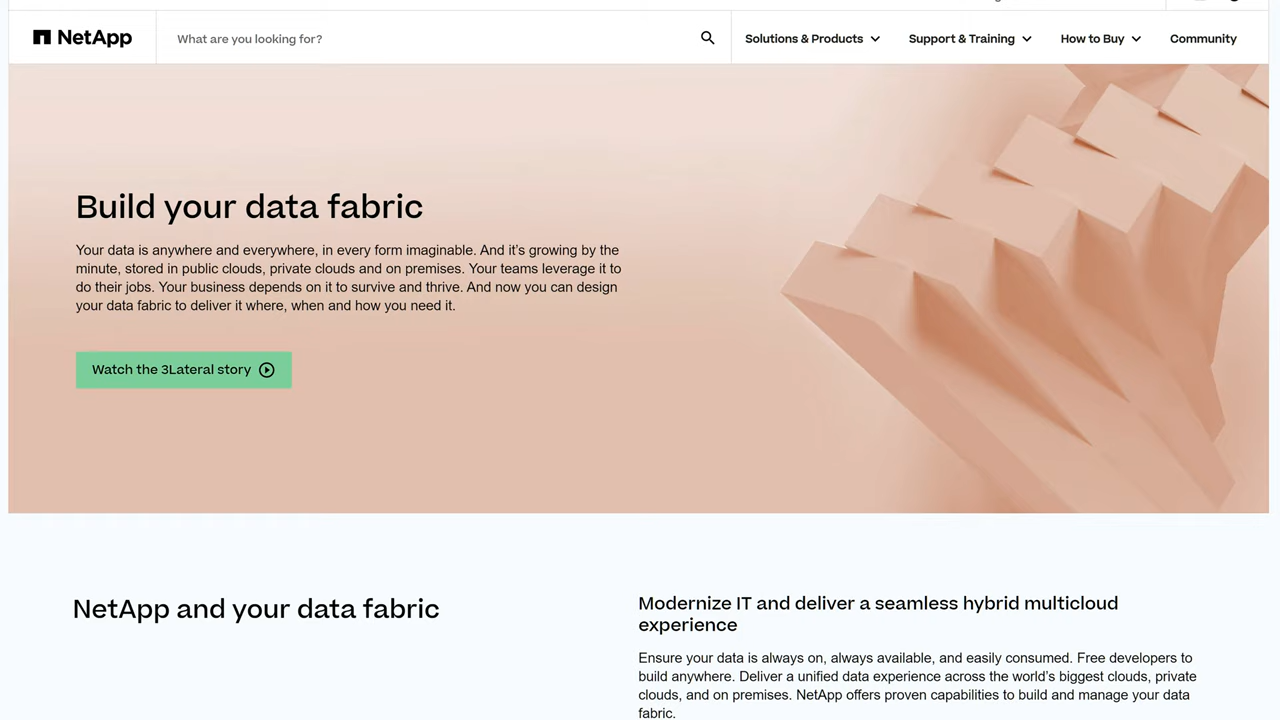 NetApp
What are you looking for?
Solutions & Products
Support & Training
How to Buy
Community
Build your data fabric
Your data is anywhere and everywhere, in every form imaginable. And it’s growing by the
minute, stored in public clouds, private clouds and on premises. Your teams leverage it to
do their jobs. Your business depends on it to survive and thrive. And now you can design
your data fabric to deliver it where, when and how you need it.
Watch the 3Lateral story
NetApp and your data fabric
Modernize IT and deliver a seamless hybrid multicloud
experience
Ensure your data is always on, always available, and easily consumed. Free developers to
build anywhere. Deliver a unified data experience across the world’s biggest clouds, private
clouds, and on premises. NetApp offers proven capabilities to build and manage your data
fabric.